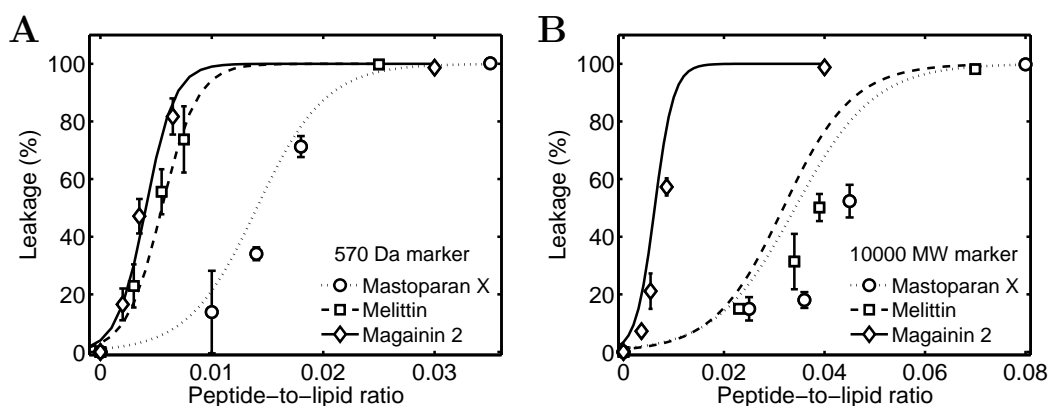 A
100
80
60
40
20
0
Leakage (%)
570 Da marker
Mastoparan X
Melittin
Magainin 2
0 0.01 0.02 0.03
Peptide-to-lipid ratio
B
100
80
60
40
20
0
Leakage (%)
10000 MW marker
Mastoparan X
Melittin
Magainin 2
0 0.02 0.04 0.06 0.08
Peptide-to-lipid ratio